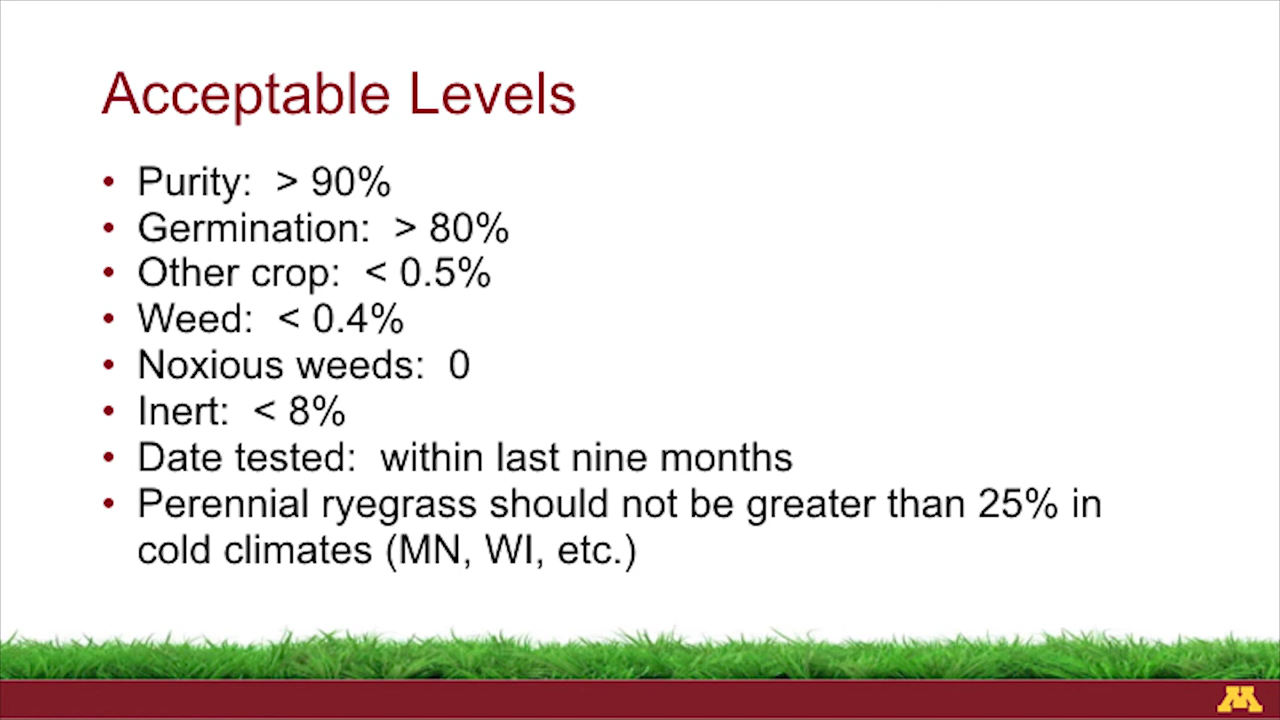 Acceptable Levels
• Purity:  > 90%
• Germination:  > 80%
• Other crop:  < 0.5%
• Weed:  < 0.4%
• Noxious weeds:  0
• Inert:  < 8%
• Date tested:  within last nine months
• Perennial ryegrass should not be greater than 25% in
cold climates (MN, WI, etc.)
M